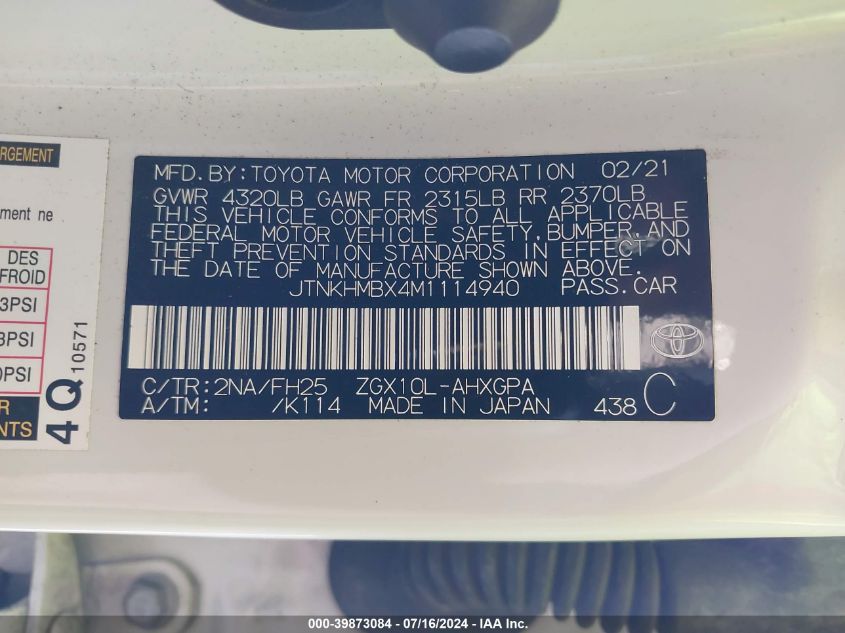 RGEMENT
ment ne
DES
FROID
3PSI
3PSI
0PSI
R
NTS
4Q 10571
MFD.BY:TOYOTA MOTOR CORPORATION 02/21
GVWR 4320LB GAWR FR 2315LB RR 2370LB
THIS VEHICLE CONFORMS TO ALL APPLICABLE
FEDERAL MOTOR VEHICLE SAFETY,BUMPER,AND
THEFT PREVENTION STANDARDS IN EFFECT ON
THE DATE OF MANUFACTURE SHOWN ABOVE.
JTNKHMBX4M1114940 PASS.CAR
C/TR:2NA/FH25 ZGX10L-AHXGPA
A/TM: /K114 MADE IN JAPAN 438 C
000-39873084 - 07/16/2024 - IAA Inc.